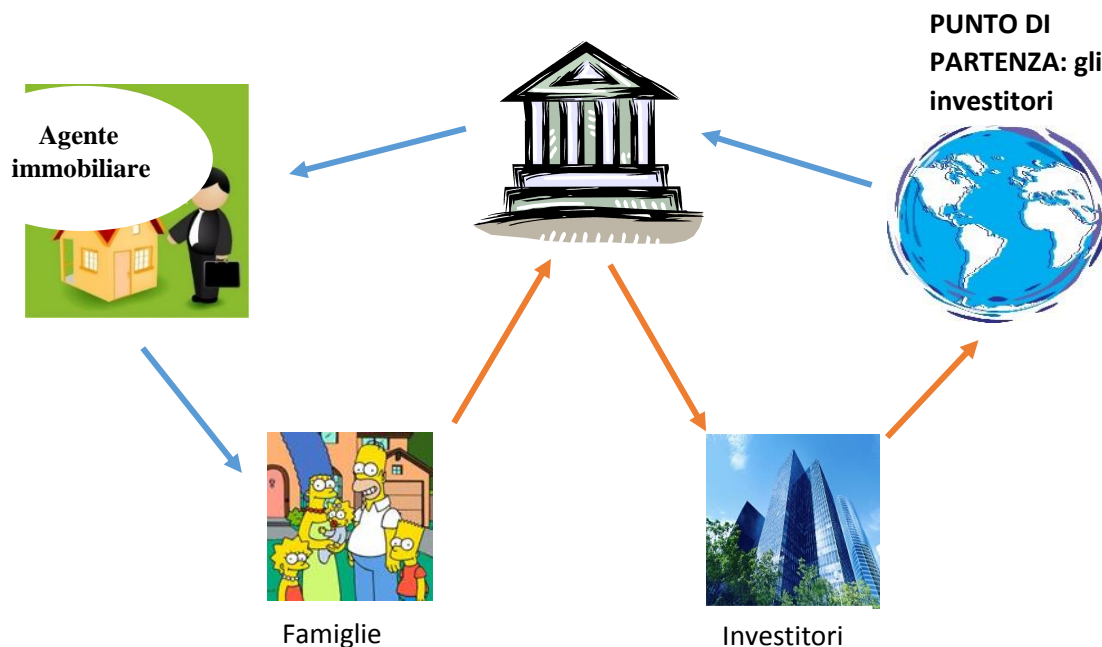 PUNTO DI
PARTENZA: gli
investitori
Agente
immobiliare
Famiglie
Investitori